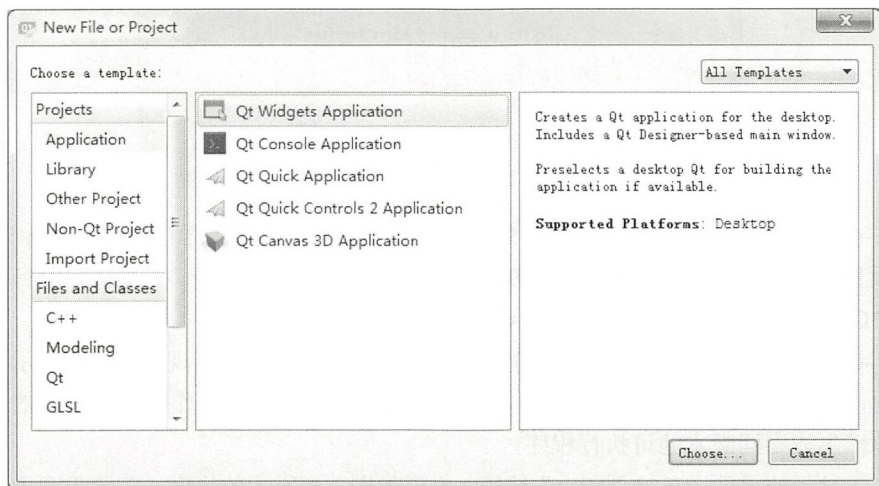 New File or Project
Choose a template:
All Templates
Projects
Application
Library
Other Project
Non-Qt Project
Import Project
Files and Classes
C++
Modeling
Qt
GLSL
Qt Widgets Application
Qt Console Application
Qt Quick Application
Qt Quick Controls 2 Application
Qt Canvas 3D Application
Creates a Qt application for the desktop.
Includes a Qt Designer-based main window.
Preselects a desktop Qt for building the
application if available.
Supported Platforms: Desktop
Choose...
Cancel